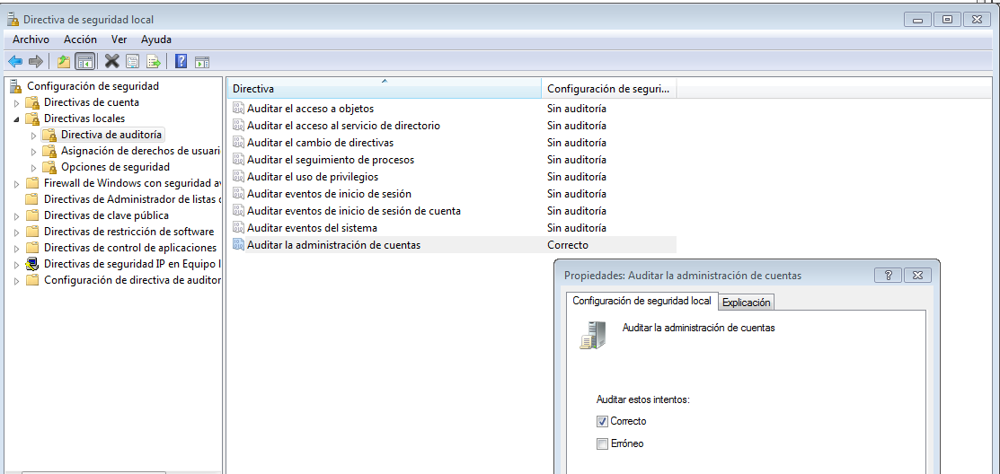 Directiva de seguridad local
Archivo Acción Ver Ayuda
Configuración de seguridad
Directivas de cuenta
Directivas locales
Directiva de auditoría
Asignación de derechos de usuari
Opciones de seguridad
Firewall de Windows con seguridad av
Directivas de Administrador de listas
Directivas de clave pública
Directivas de restricción de software
Directivas de control de aplicaciones
Directivas de seguridad IP en Equipo l
Configuración de directiva de auditor
Directiva Configuración de seguri...
Auditar el acceso a objetos Sin auditoría
Auditar el acceso al servicio de directorio Sin auditoría
Auditar el cambio de directivas Sin auditoría
Auditar el seguimiento de procesos Sin auditoría
Auditar el uso de privilegios Sin auditoría
Auditar eventos de inicio de sesión Sin auditoría
Auditar eventos de inicio de sesión de cuenta Sin auditoría
Auditar eventos del sistema Sin auditoría
Auditar la administración de cuentas Correcto
Propiedades: Auditar la administración de cuentas
Configuración de seguridad local Explicación
Auditar la administración de cuentas
Auditar estos intentos:
Correcto
Erróneo